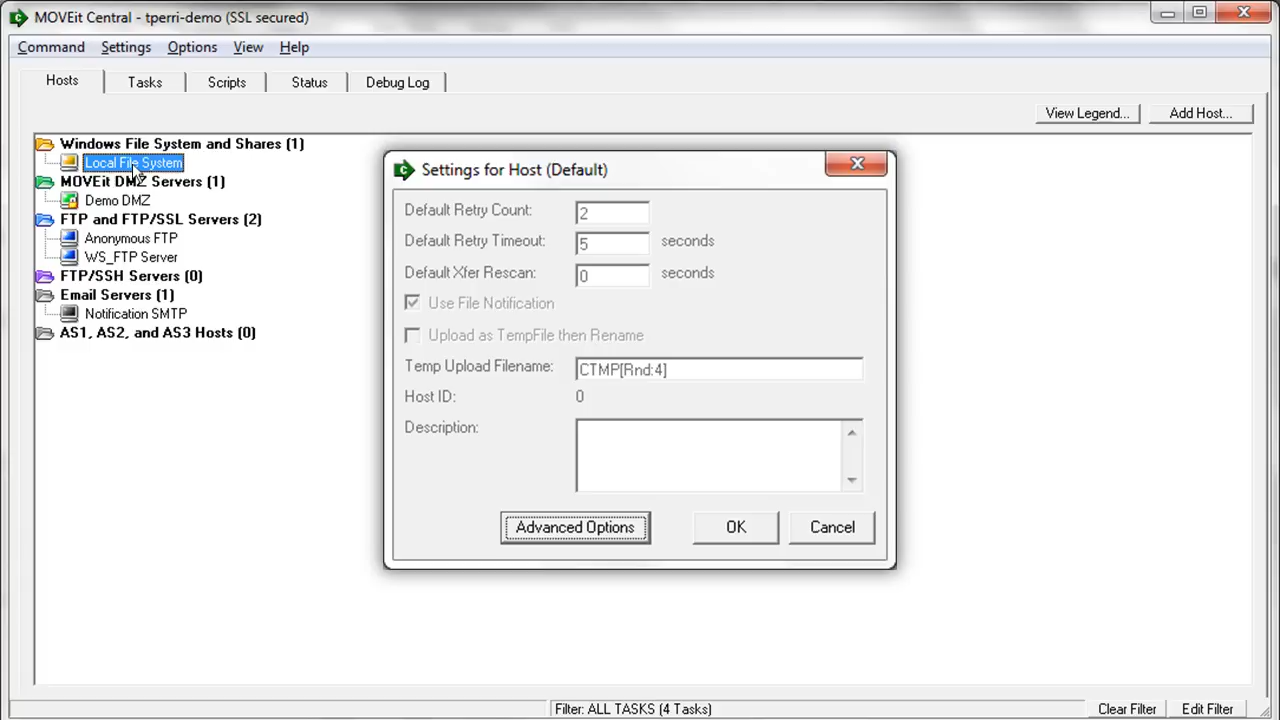 MOVEit Central - tperri-demo (SSL secured)
Command Settings Options View Help
Hosts Tasks Scripts Status Debug Log
View Legend... Add Host...
Windows File System and Shares (1)
Local File System
MOVEit DMZ Servers (1)
Demo DMZ
FTP and FTP/SSL Servers (2)
Anonymous FTP
WS_FTP Server
FTP/SSH Servers (0)
Email Servers (1)
Notification SMTP
AS1, AS2, and AS3 Hosts (0)
Settings for Host (Default)
Default Retry Count: 2
Default Retry Timeout: 5 seconds
Default Xfer Rescan: 0 seconds
Use File Notification
Upload as TempFile then Rename
Temp Upload Filename: CTMP[Rnd:4]
Host ID: 0
Description:
Advanced Options OK Cancel
Filter: ALL TASKS (4 Tasks) Clear Filter Edit Filter